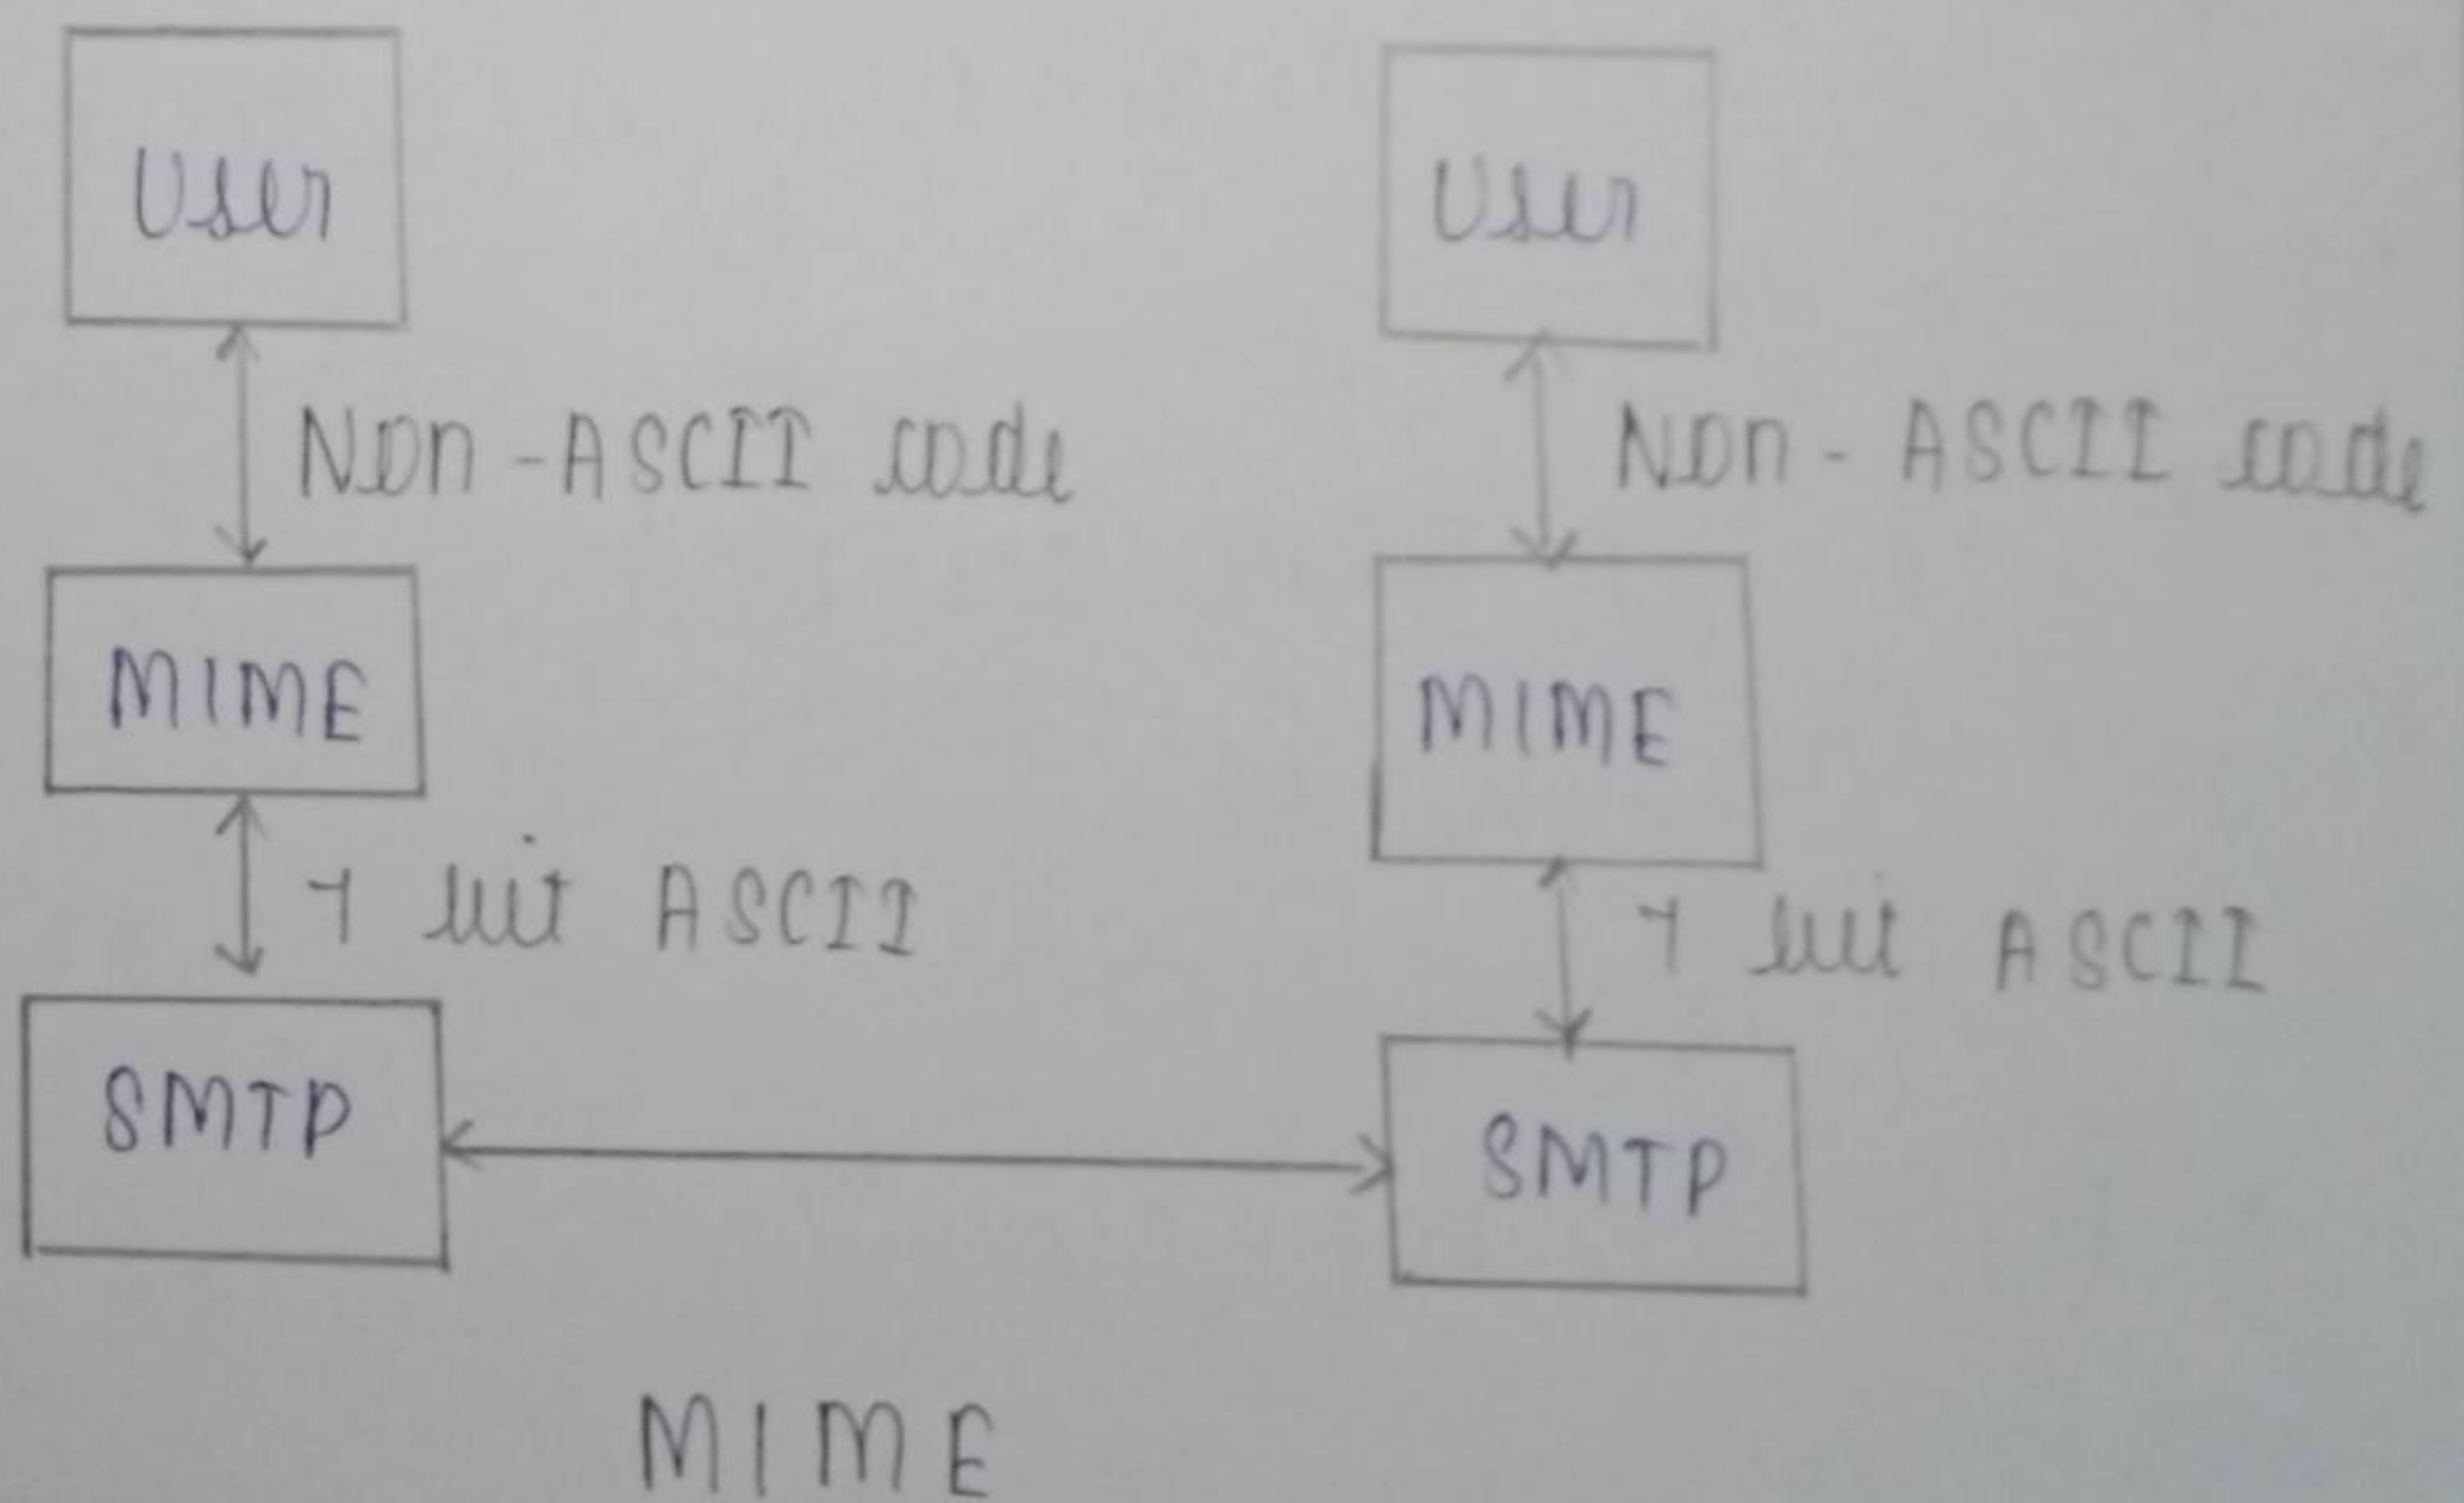 User User
Non-ASCII code Non-ASCII code
MIME MIME
7 bit ASCII 7 bit ASCII
SMTP SMTP
MIME